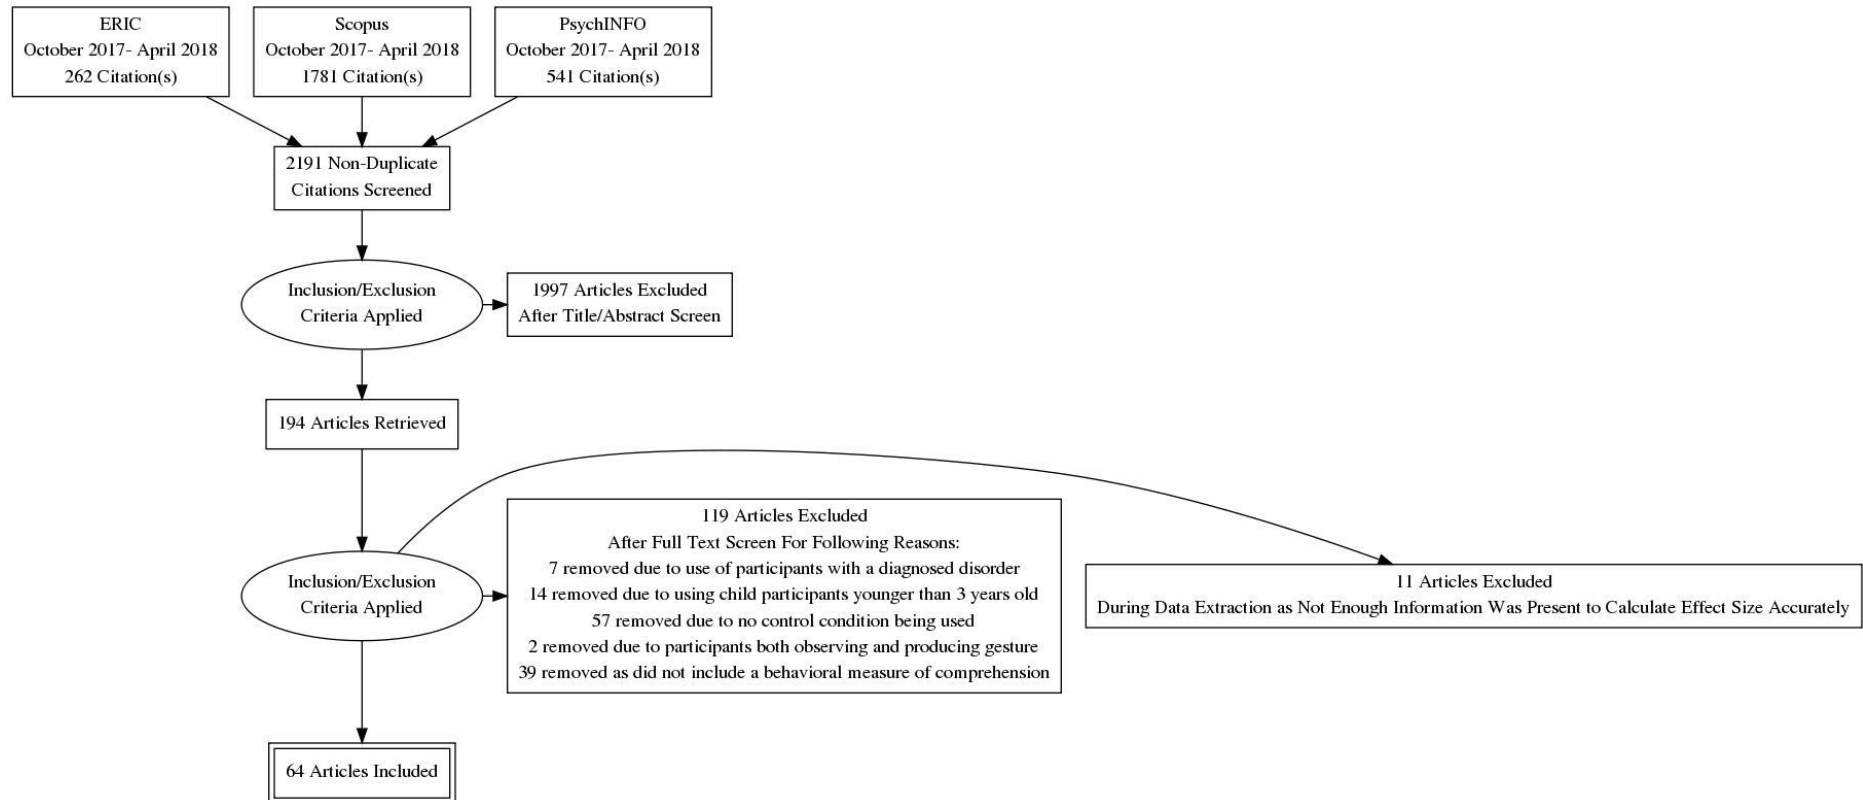 ERIC
October 2017- April 2018
262 Citation(s)
Scopus
October 2017- April 2018
1781 Citation(s)
PsychINFO
October 2017- April 2018
541 Citation(s)
2191 Non-Duplicate
Citations Screened
Inclusion/Exclusion
Criteria Applied
1997 Articles Excluded
After Title/Abstract Screen
194 Articles Retrieved
Inclusion/Exclusion
Criteria Applied
119 Articles Excluded
After Full Text Screen For Following Reasons:
7 removed due to use of participants with a diagnosed disorder
14 removed due to using child participants younger than 3 years old
57 removed due to no control condition being used
2 removed due to participants both observing and producing gesture
39 removed as did not include a behavioral measure of comprehension
11 Articles Excluded
During Data Extraction as Not Enough Information Was Present to Calculate Effect Size Accurately
64 Articles Included